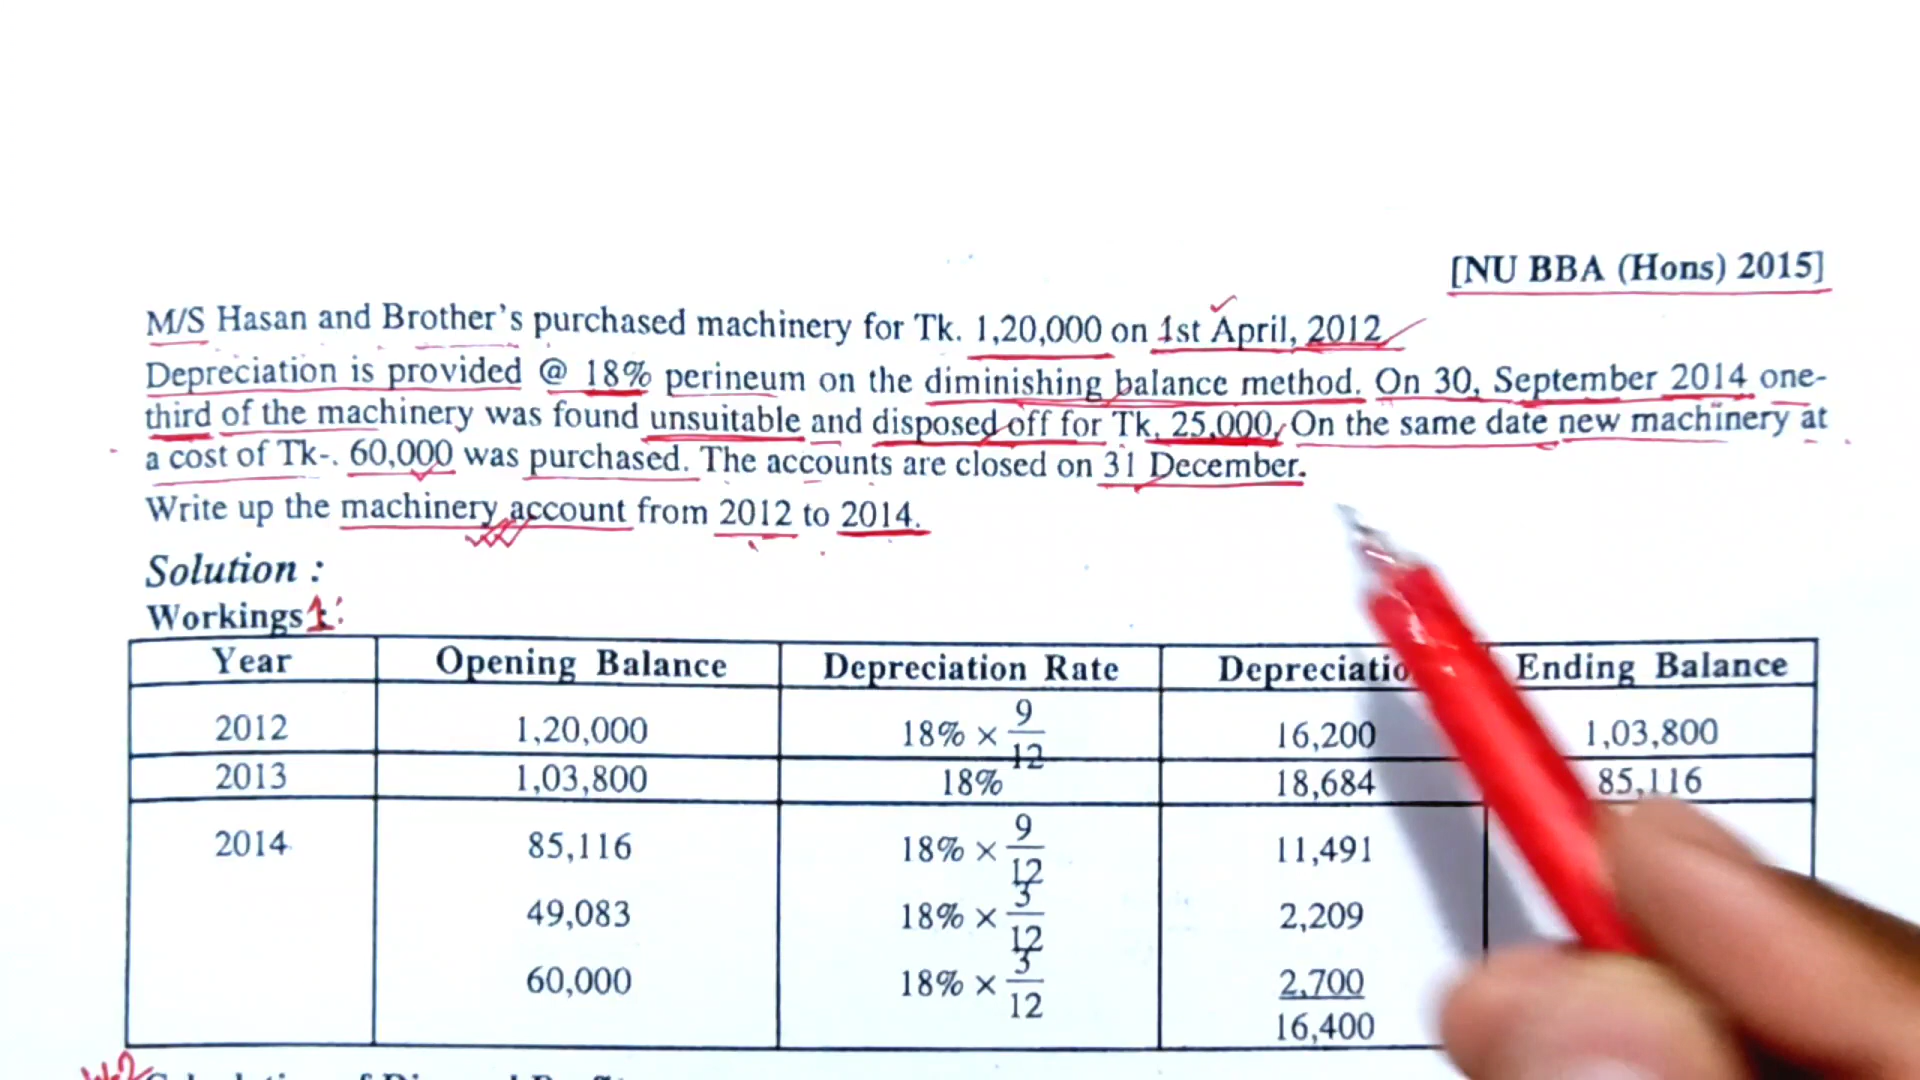 [NU BBA (Hons) 2015]
M/S Hasan and Brother's purchased machinery for Tk. 1,20,000 on 1st April, 2012
Depreciation is provided @ 18% perineum on the diminishing balance method. On 30, September 2014 one-
third of the machinery was found unsuitable and disposed off for Tk. 25,000. On the same date new machinery at
a cost of Tk-. 60,000 was purchased. The accounts are closed on 31 December.
Write up the machinery account from 2012 to 2014.
Solution :
Workings 1:
Year Opening Balance Depreciation Rate Depreciatio Ending Balance
2012 1,20,000 18% × 9/12 16,200 1,03,800
2013 1,03,800 18% 18,684 85,116
2014 85,116 18% × 9/12 11,491
49,083 18% × 3/12 2,209
60,000 18% × 3/12 2,700
16,400